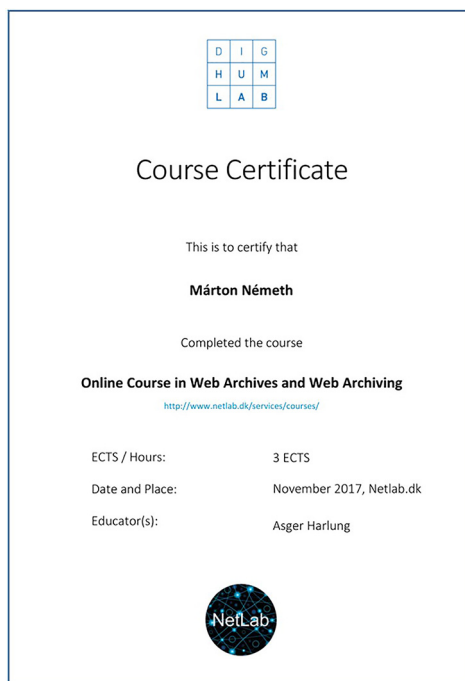 D I G
H U M
L A B
Course Certificate
This is to certify that
Márton Németh
Completed the course
Online Course in Web Archives and Web Archiving
http://www.netlab.dk/services/courses/
ECTS / Hours: 3 ECTS
Date and Place: November 2017, Netlab.dk
Educator(s): Asger Harlung
NetLab